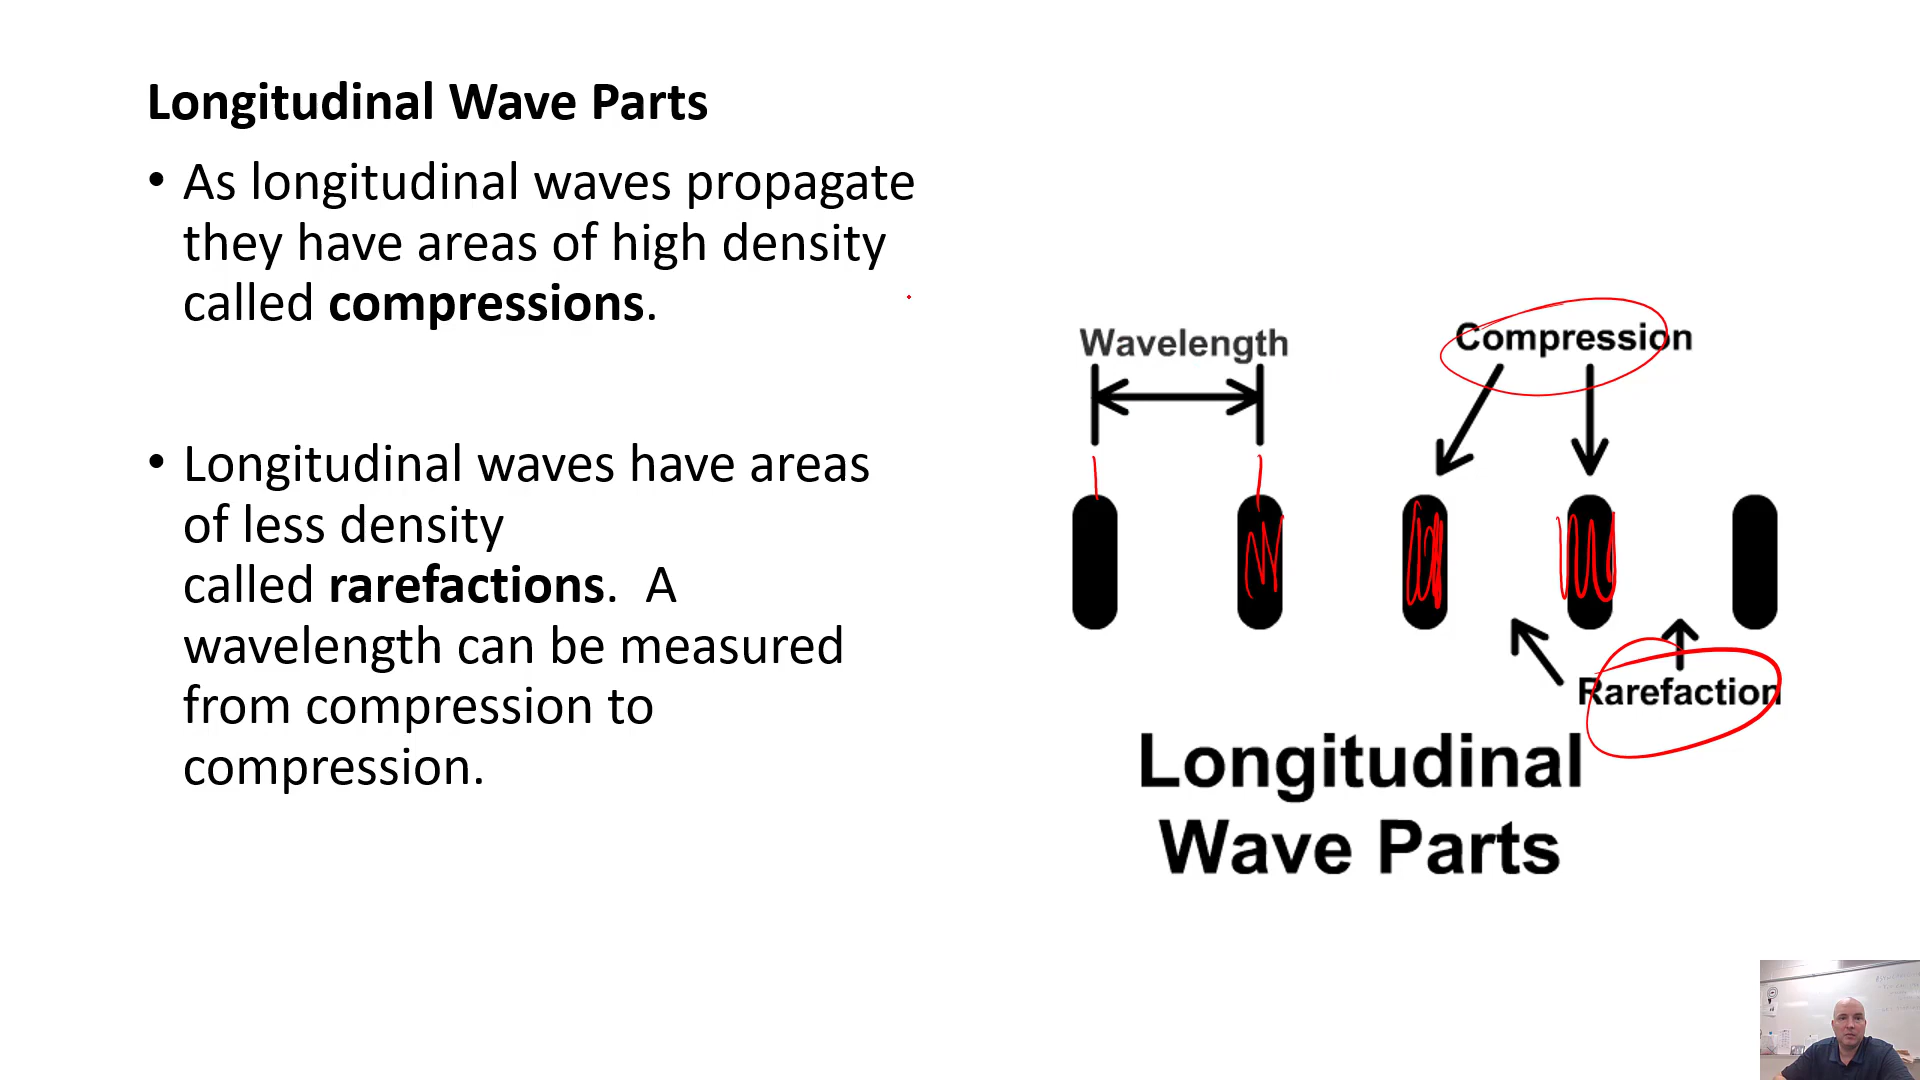 Longitudinal Wave Parts
• As longitudinal waves propagate
they have areas of high density
called compressions.
• Longitudinal waves have areas
of less density
called rarefactions.  A
wavelength can be measured
from compression to
compression.
Wavelength
Compression
Rarefaction
Longitudinal
Wave Parts